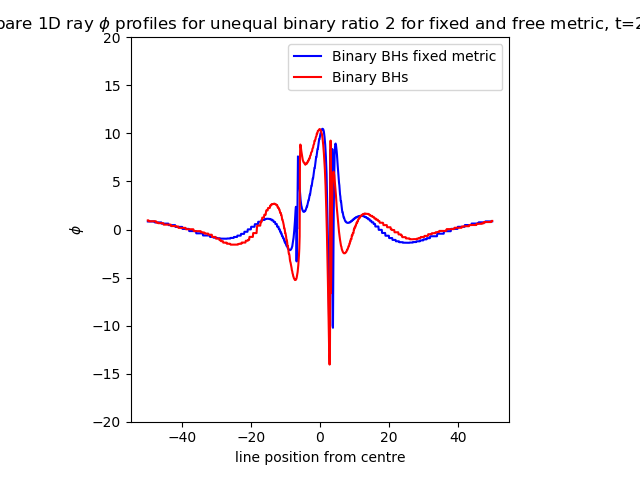 pare 1D ray ϕ profiles for unequal binary ratio 2 for fixed and free metric, t=2
Binary BHs fixed metric
Binary BHs
20
15
10
5
0
−5
−10
−15
−20
ϕ
−40 −20 0 20 40
line position from centre